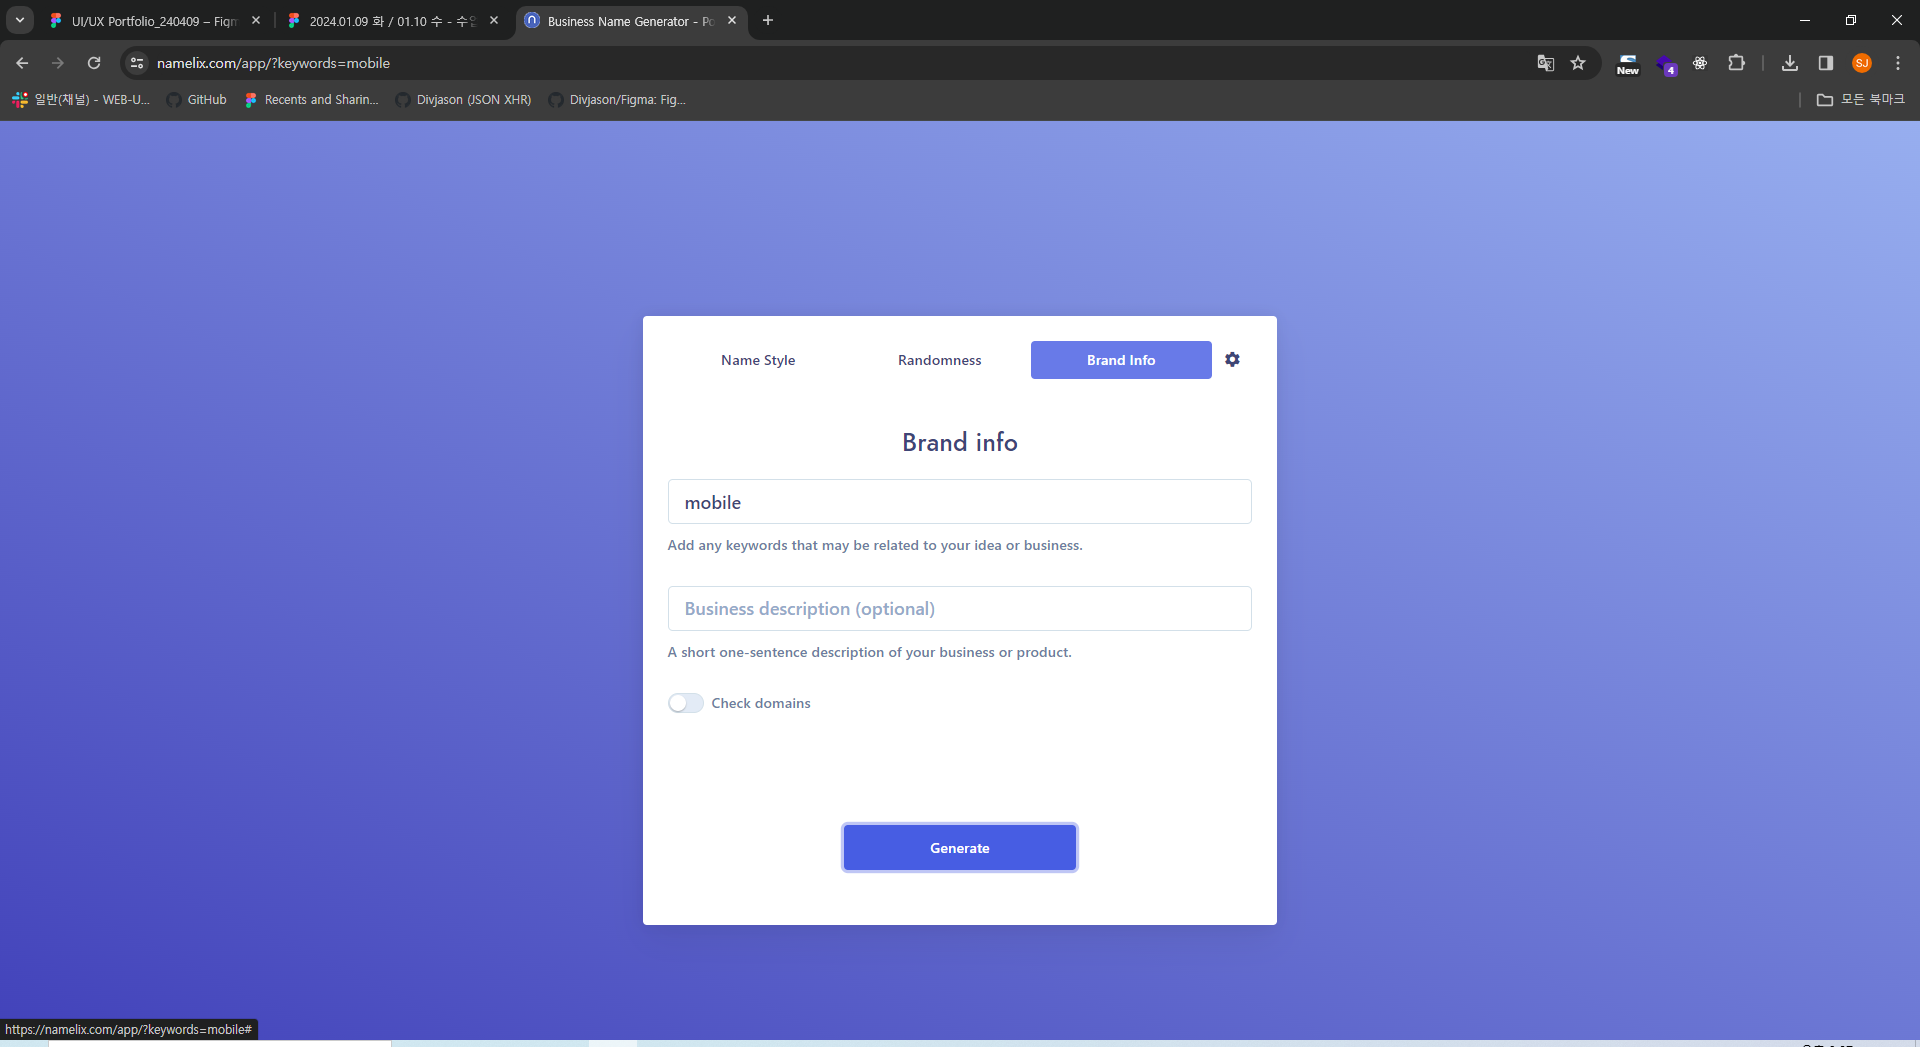 UI/UX Portfolio_240409 – Figm
2024.01.09 화 / 01.10 수 - 수업
Business Name Generator - Po
namelix.com/app/?keywords=mobile
New
4
SJ
일반(채널) - WEB-U...
GitHub
Recents and Sharin...
Divjason (JSON XHR)
Divjason/Figma: Fig...
모든 북마크
Name Style
Randomness
Brand Info
Brand info
mobile
Add any keywords that may be related to your idea or business.
Business description (optional)
A short one-sentence description of your business or product.
Check domains
Generate
https://namelix.com/app/?keywords=mobile#